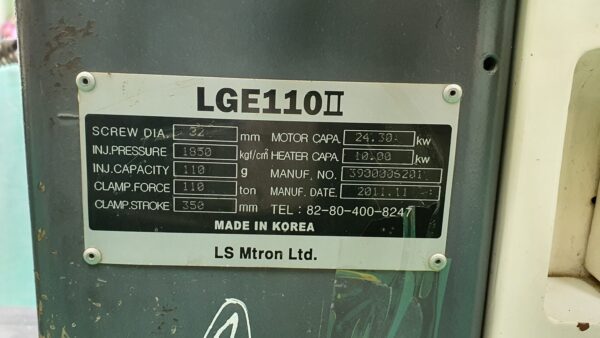 LGE110Ⅱ
SCREW DIA. 32 mm MOTOR CAPA. 24.30 kw
INJ.PRESSURE 1850 kgf/cm² HEATER CAPA. 10.00 kw
INJ.CAPACITY 110 g MANUF. NO. 3900006201
CLAMP.FORCE 110 ton MANUF. DATE. 2011.11
CLAMP.STROKE 350 mm TEL : 82-80-400-8247
MADE IN KOREA
LS Mtron Ltd.